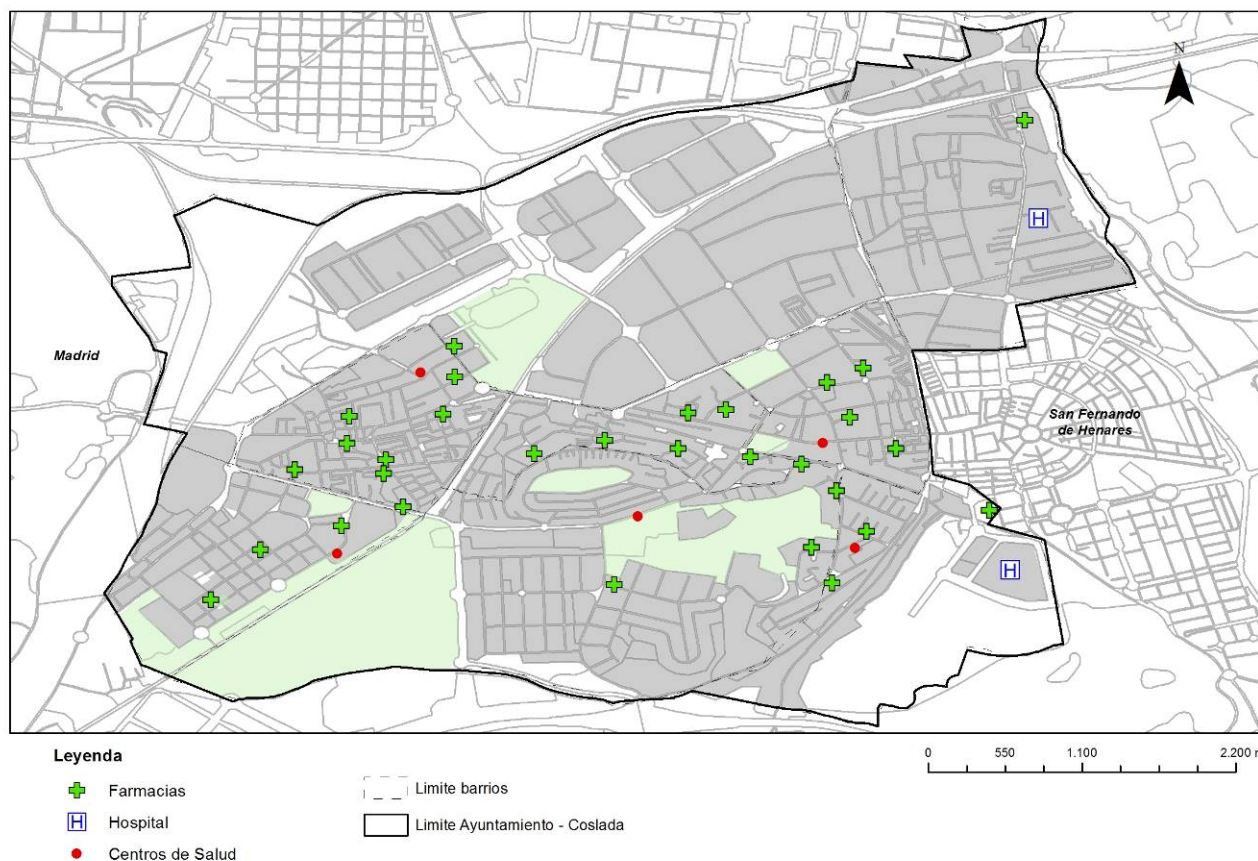 N
Madrid
San Fernando
de Henares
Leyenda
Farmacias
Hospital
Centros de Salud
Limite barrios
Limite Ayuntamiento - Coslada
0 550 1.100 2.200 m
H
H
H